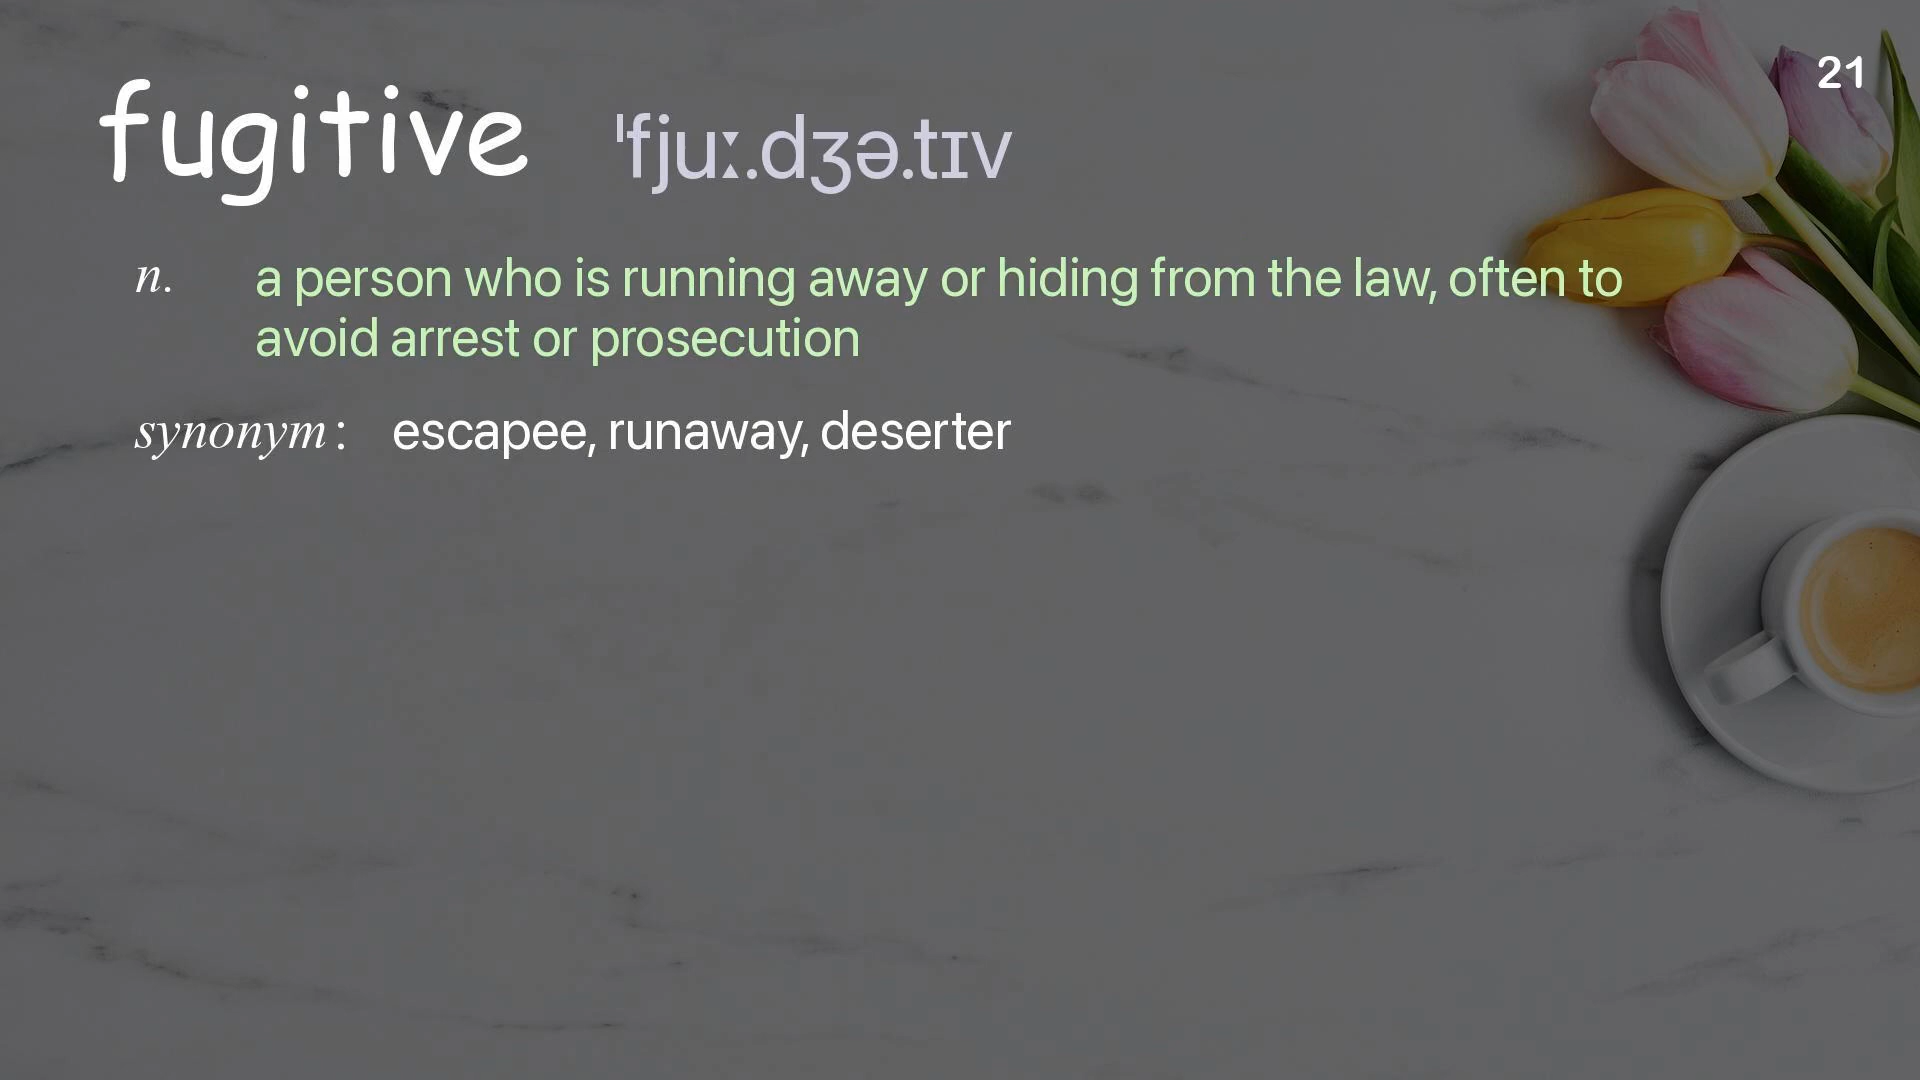 21
fugitive ˈfjuː.dʒə.tɪv
n. a person who is running away or hiding from the law, often to
avoid arrest or prosecution
synonym: escapee, runaway, deserter